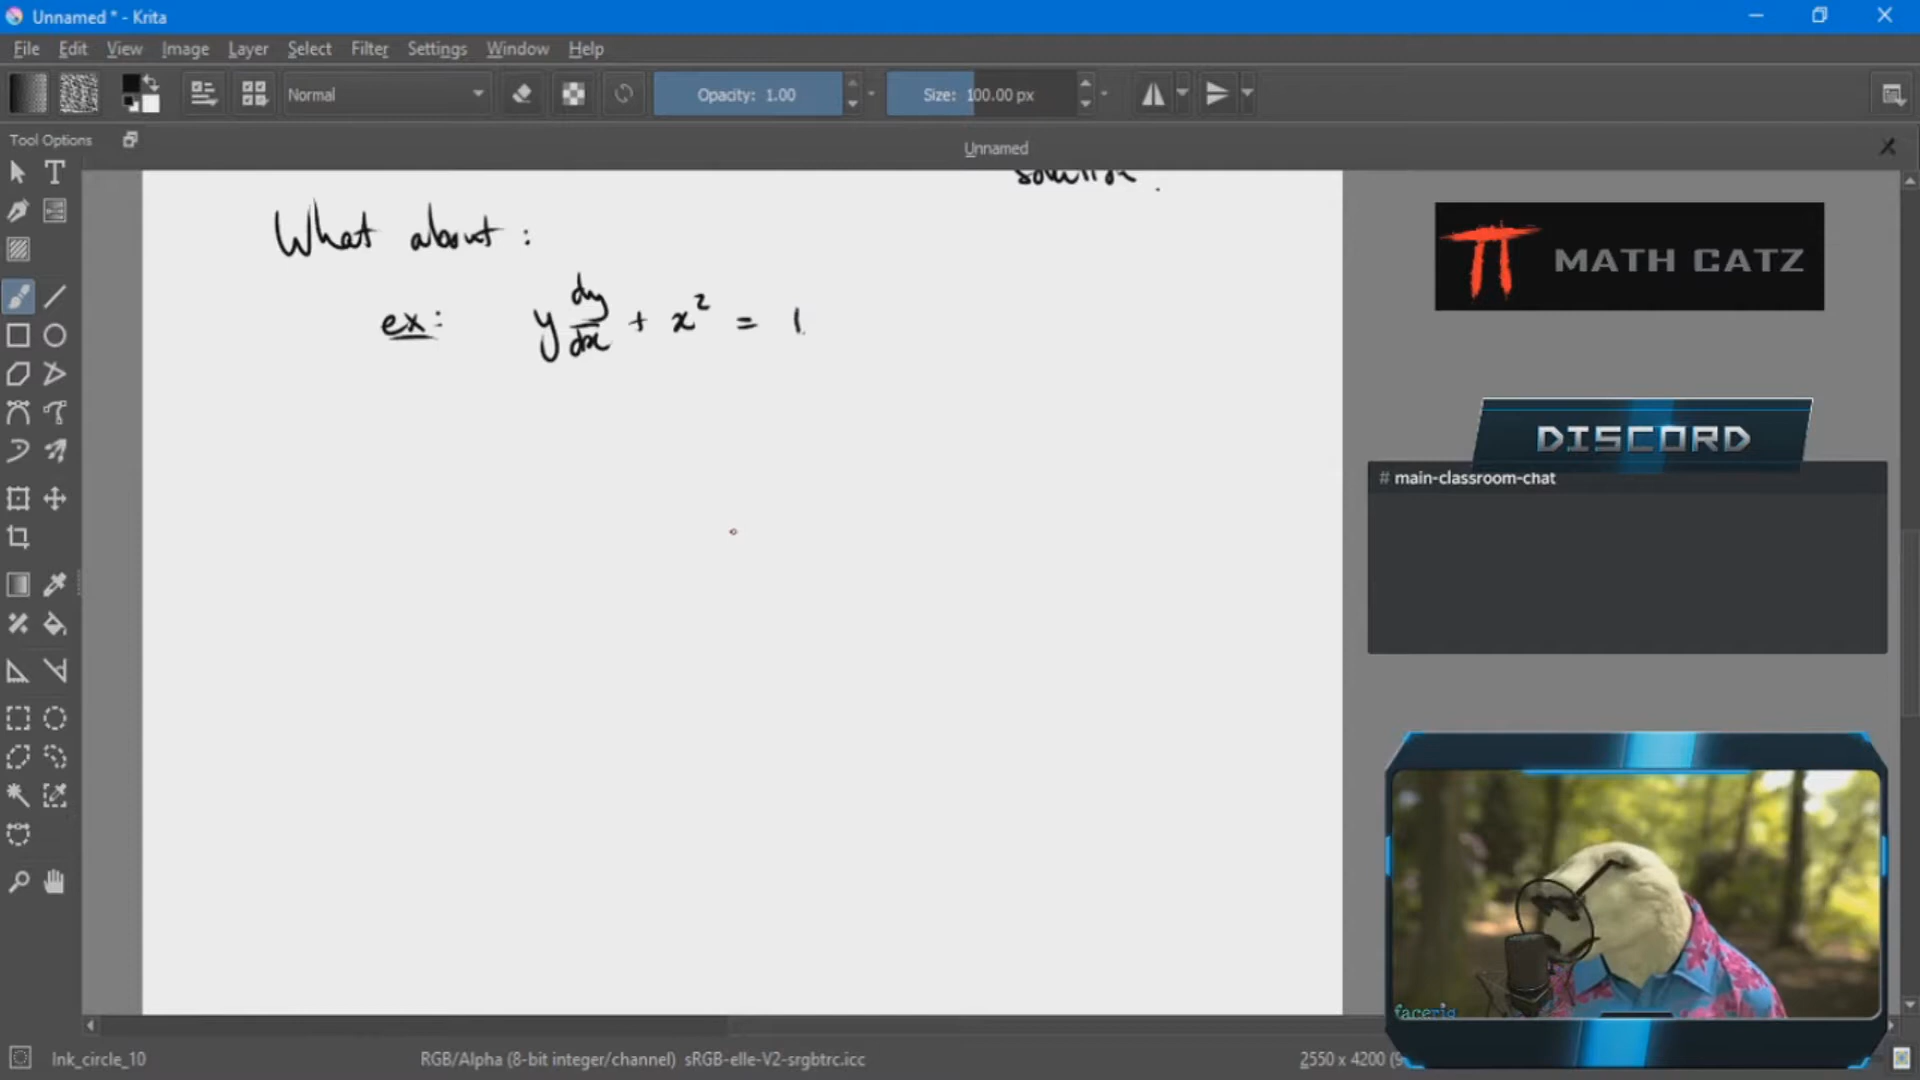 Unnamed * - Krita
File Edit View Image Layer Select Filter Settings Window Help
Normal
Opacity: 1.00
Size: 100.00 px
Tool Options
Unnamed
What about :
ex: y dy/dx + x² = 1
MATH CATZ
DISCORD
# main-classroom-chat
facerig
Ink_circle_10
RGB/Alpha (8-bit integer/channel) sRGB-elle-V2-srgbtrc.icc
2550 x 4200